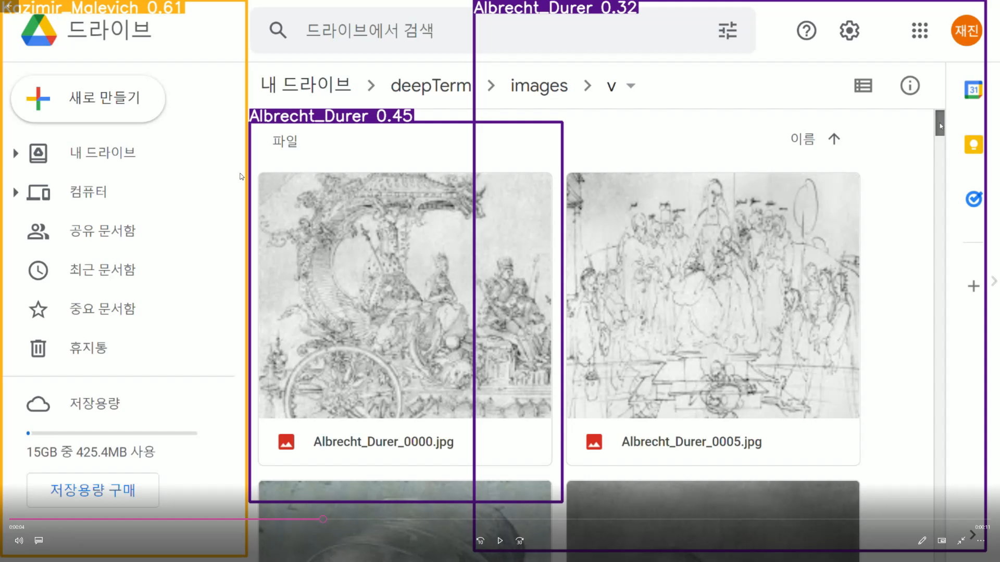 Kazimir_Malevich 0.61
Albrecht_Durer 0.32
드라이브
드라이브에서 검색
재진
내 드라이브 > deepTerm > images > v
새로 만들기
31
Albrecht_Durer 0.45
파일
이름
내 드라이브
컴퓨터
공유 문서함
최근 문서함
중요 문서함
휴지통
저장용량
15GB 중 425.4MB 사용
저장용량 구매
Albrecht_Durer_0000.jpg
Albrecht_Durer_0005.jpg
0:00:04
0:00:11
10
30